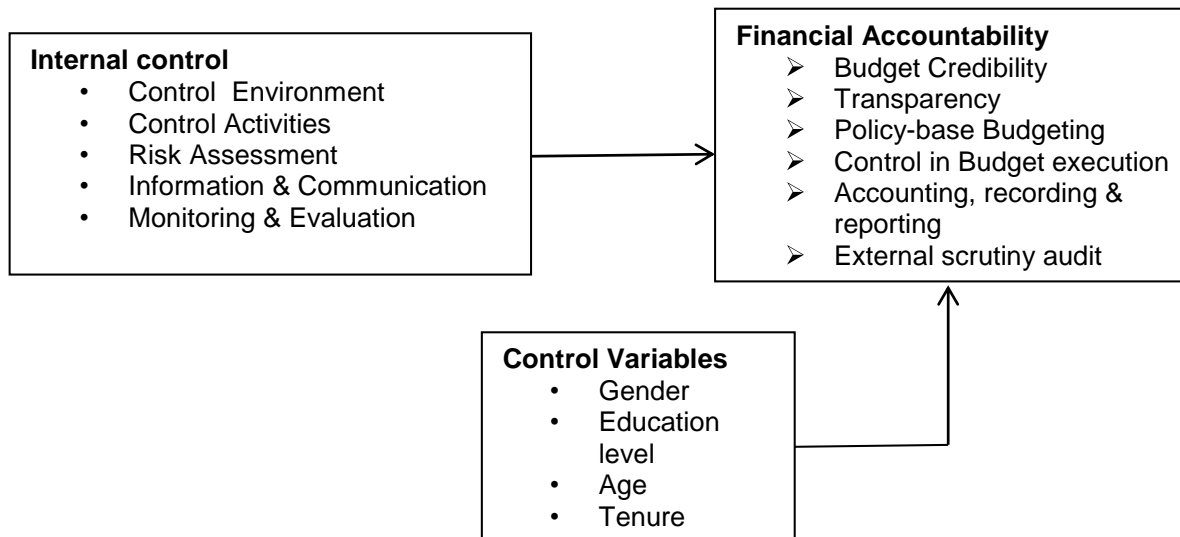 Internal control
• Control Environment
• Control Activities
• Risk Assessment
• Information & Communication
• Monitoring & Evaluation
Financial Accountability
➢ Budget Credibility
➢ Transparency
➢ Policy-base Budgeting
➢ Control in Budget execution
➢ Accounting, recording &
reporting
➢ External scrutiny audit
Control Variables
• Gender
• Education
level
• Age
• Tenure